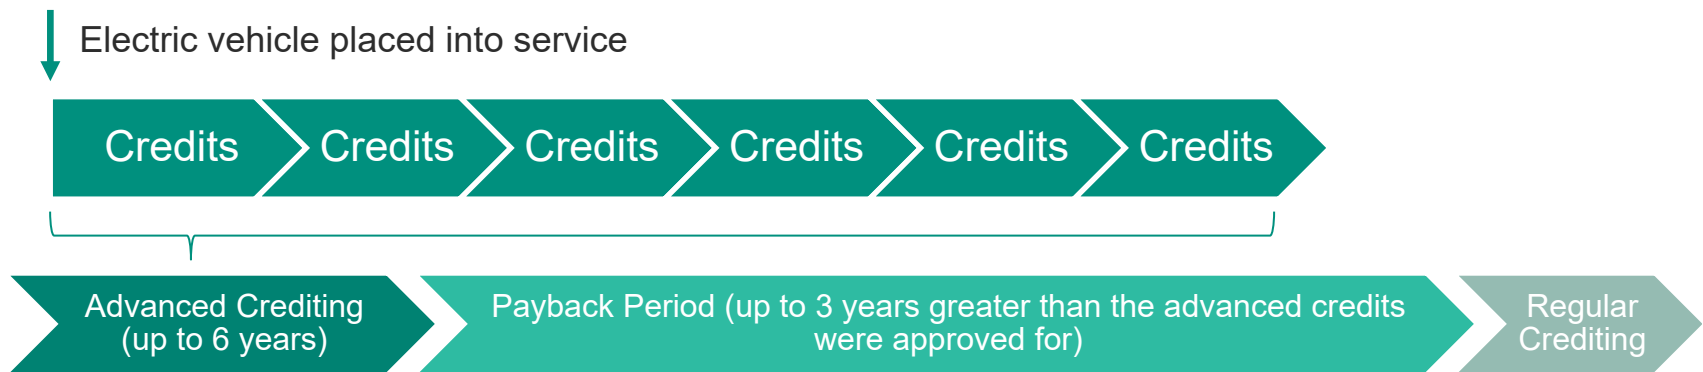 Electric vehicle placed into service
Credits Credits Credits Credits Credits Credits
Advanced Crediting
(up to 6 years)
Payback Period (up to 3 years greater than the advanced credits
were approved for)
Regular
Crediting